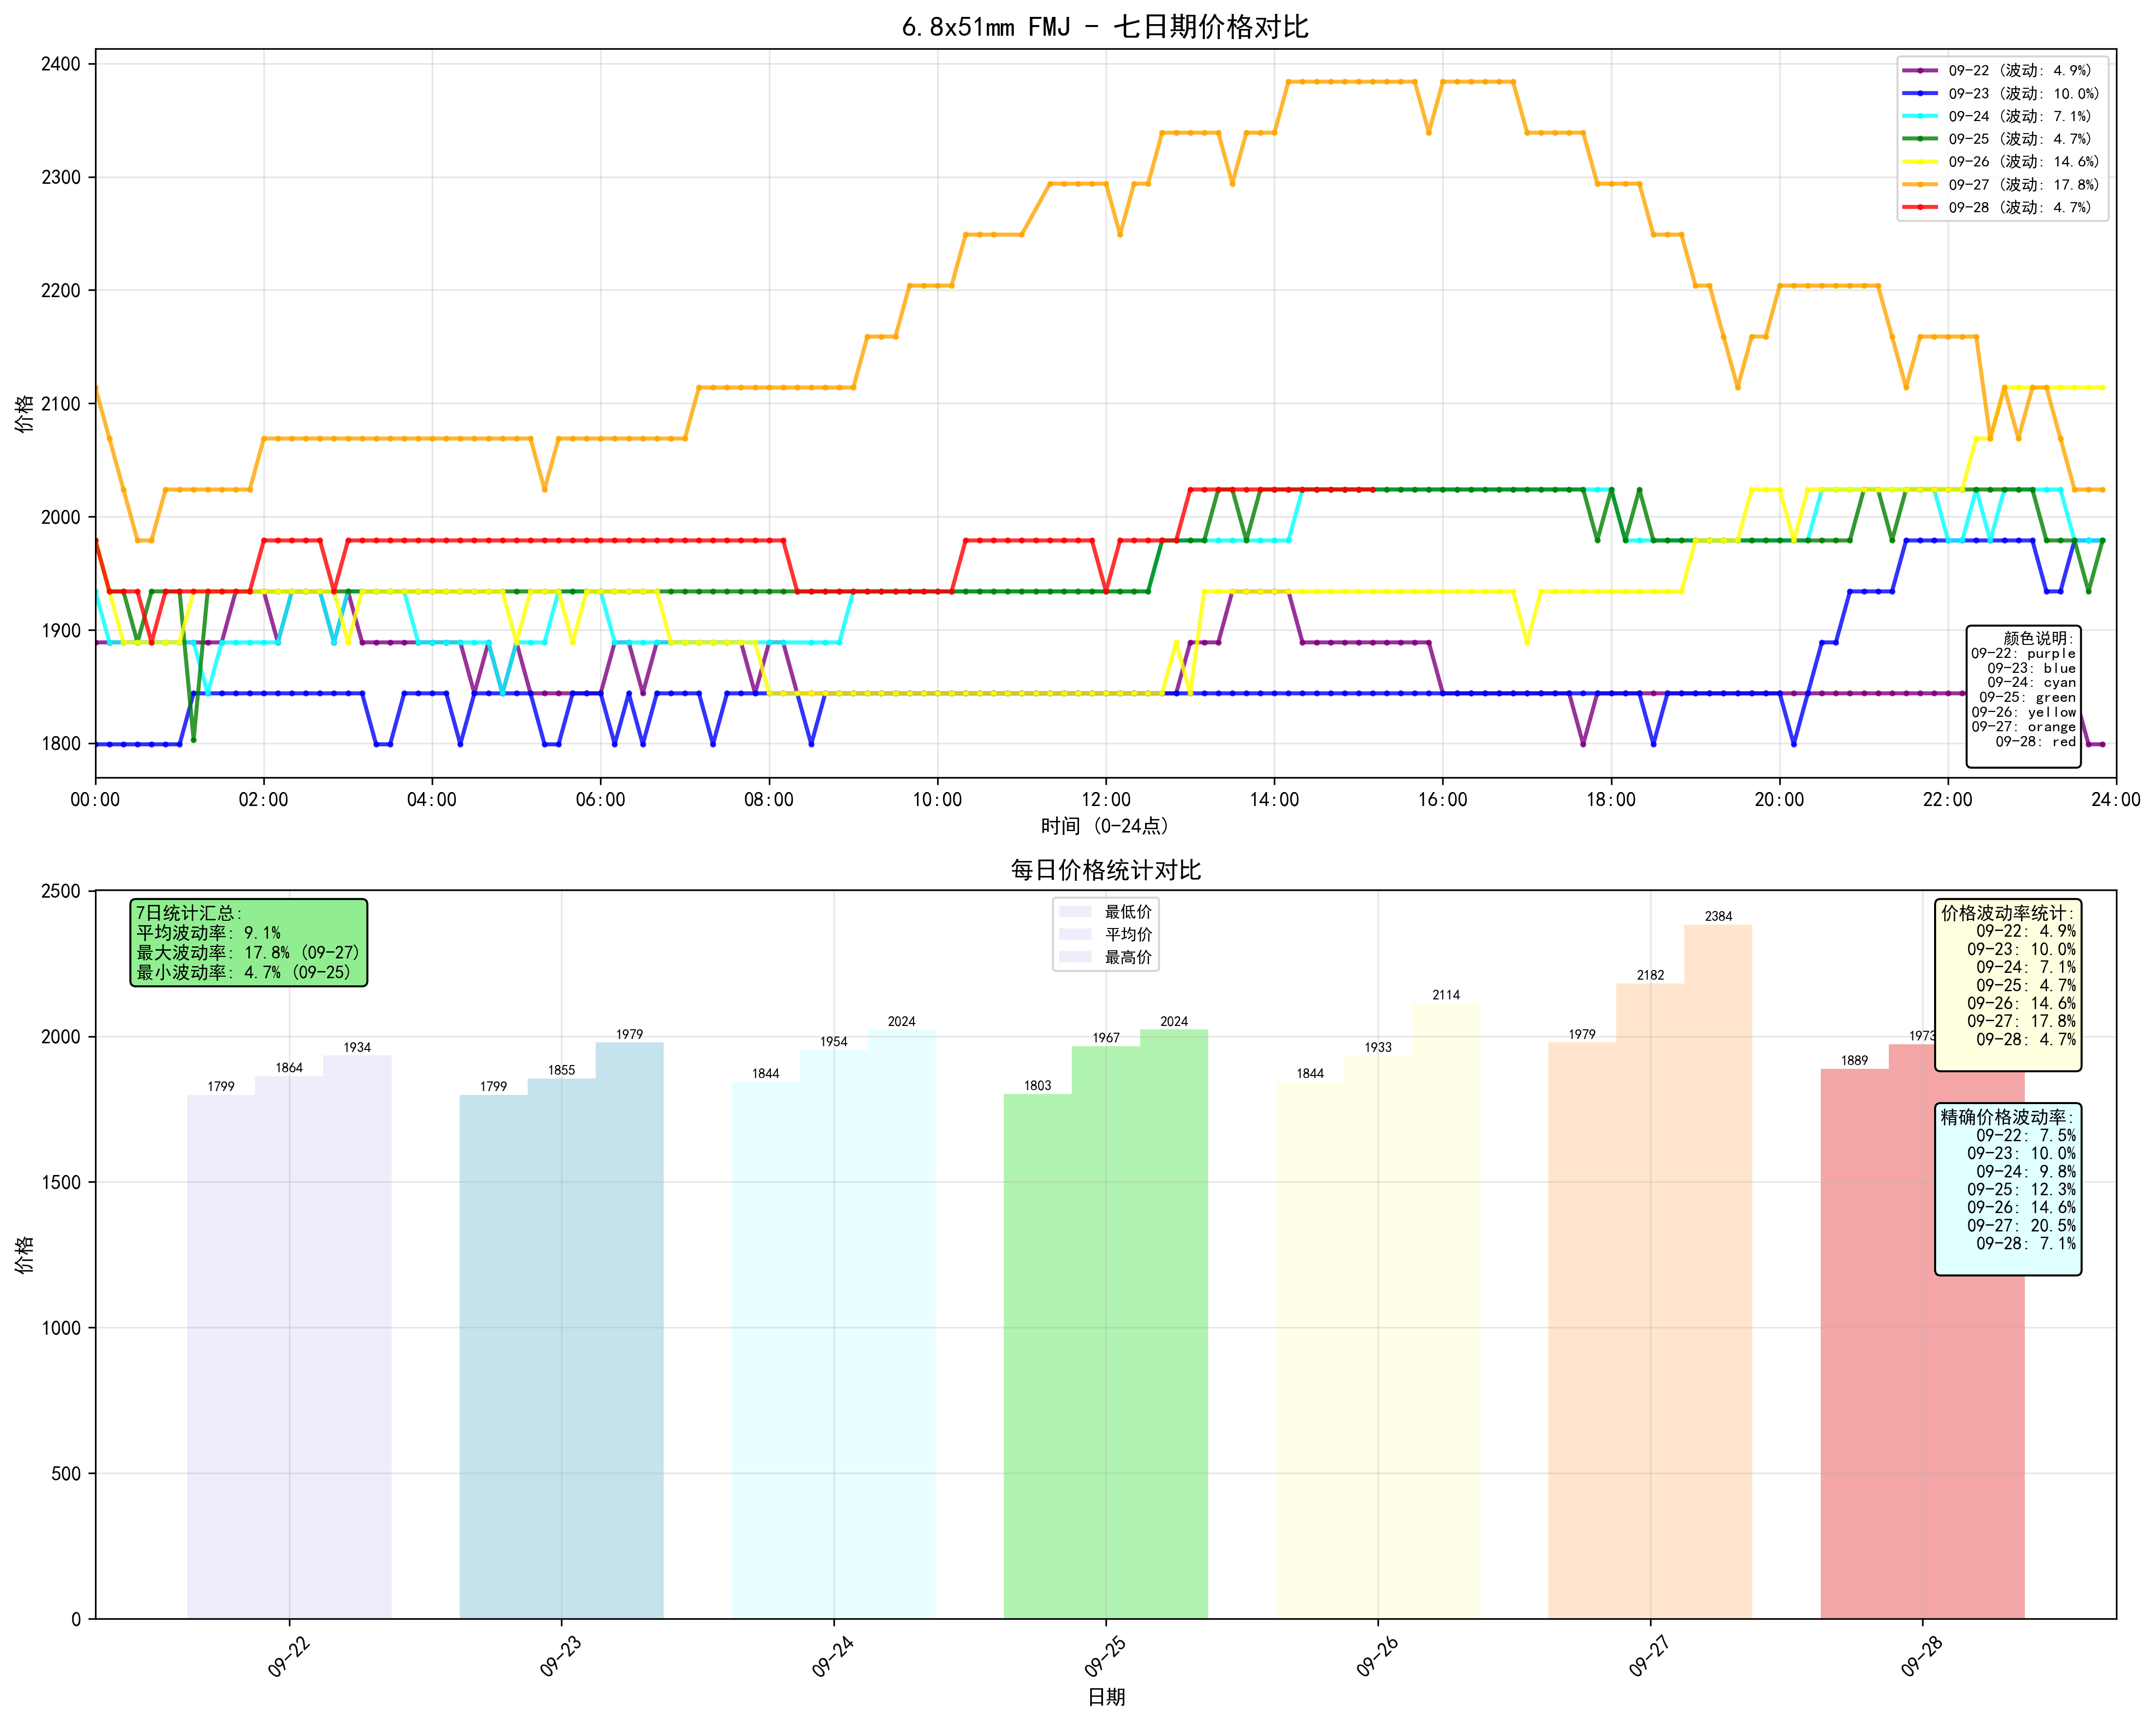 6.8x51mm FMJ - 七日期价格对比
2400
2300
2200
2100
2000
1900
1800
价格
09-22 (波动: 4.9%)
09-23 (波动: 10.0%)
09-24 (波动: 7.1%)
09-25 (波动: 4.7%)
09-26 (波动: 14.6%)
09-27 (波动: 17.8%)
09-28 (波动: 4.7%)
颜色说明:
09-22: purple
09-23: blue
09-24: cyan
09-25: green
09-26: yellow
09-27: orange
09-28: red
00:00 02:00 04:00 06:00 08:00 10:00 12:00 14:00 16:00 18:00 20:00 22:00 24:00
时间 (0-24点)
每日价格统计对比
2500
2000
1500
1000
500
0
价格
7日统计汇总:
平均波动率: 9.1%
最大波动率: 17.8% (09-27)
最小波动率: 4.7% (09-25)
最低价
平均价
最高价
价格波动率统计:
09-22: 4.9%
09-23: 10.0%
09-24: 7.1%
09-25: 4.7%
09-26: 14.6%
09-27: 17.8%
09-28: 4.7%
精确价格波动率:
09-22: 7.5%
09-23: 10.0%
09-24: 9.8%
09-25: 12.3%
09-26: 14.6%
09-27: 20.5%
09-28: 7.1%
1799 1864 1934
1799 1855 1979
1844 1954 2024
1803 1967 2024
1844 1933 2114
1979 2182 2384
1889 1973
09-22 09-23 09-24 09-25 09-26 09-27 09-28
日期